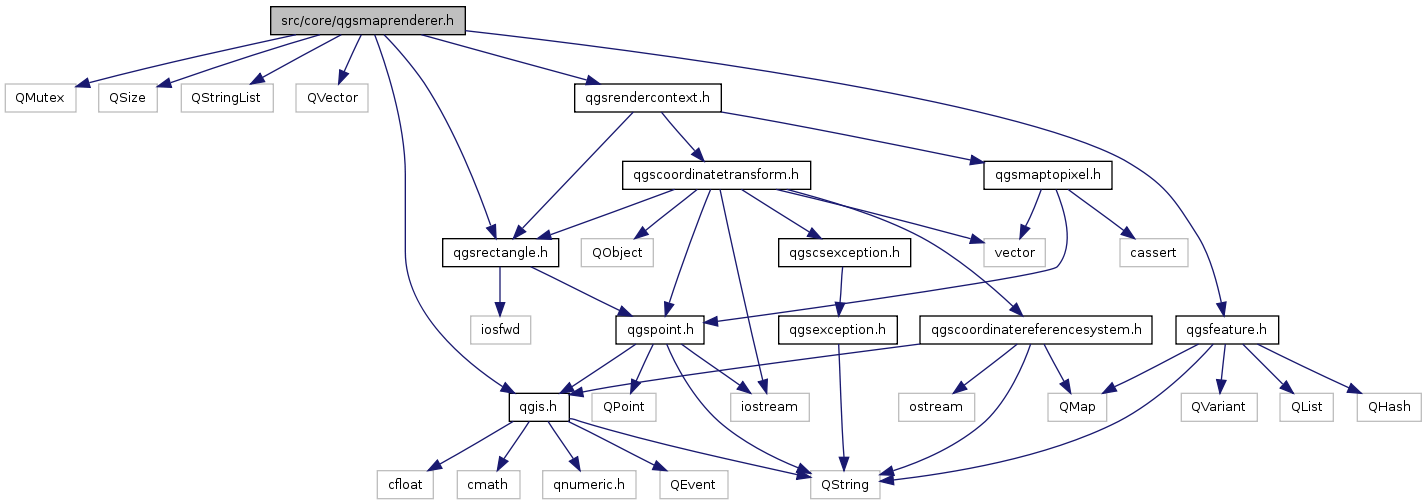 src/core/qgsmaprenderer.h
QMutex
QSize
QStringList
QVector
qgsrendercontext.h
qgscoordinatetransform.h
qgsmaptopixel.h
qgsrectangle.h
QObject
qgscsexception.h
vector
cassert
iosfwd
qgspoint.h
qgsexception.h
qgscoordinatereferencesystem.h
qgsfeature.h
qgis.h
QPoint
iostream
ostream
QMap
QVariant
QList
QHash
cfloat
cmath
qnumeric.h
QEvent
QString